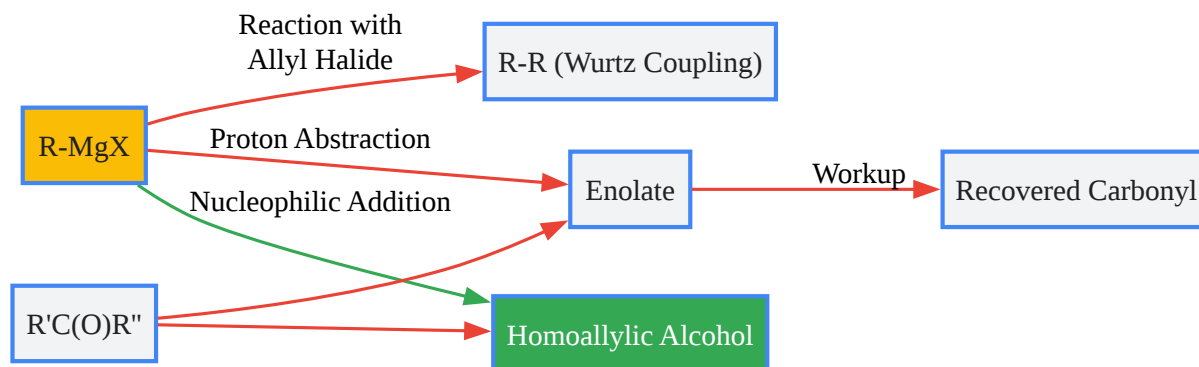 Reaction with
Allyl Halide
R-R (Wurtz Coupling)
R-MgX
Proton Abstraction
Nucleophilic Addition
Enolate
Workup
Recovered Carbonyl
R'C(O)R"
Homoallylic Alcohol